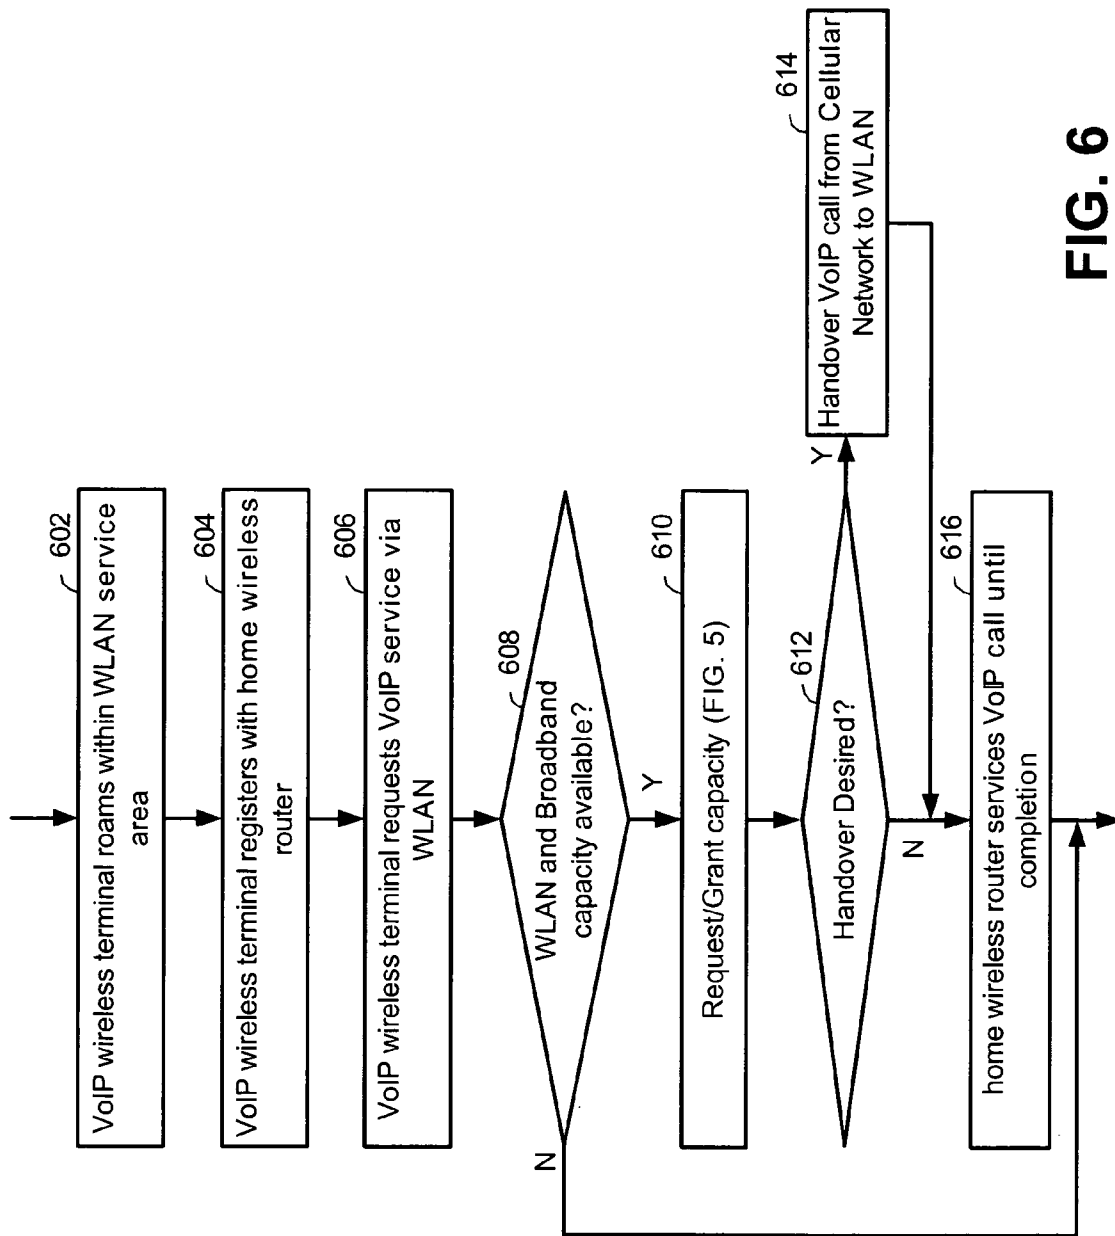 602
VoIP wireless terminal roams within WLAN service
area
604
VoIP wireless terminal registers with home wireless
router
606
VoIP wireless terminal requests VoIP service via
WLAN
608
WLAN and Broadband
capacity available?
N
Y
610
Request/Grant capacity (FIG. 5)
612
Handover Desired?
Y
N
614
Handover VoIP call from Cellular
Network to WLAN
616
home wireless router services VoP call until
completion
FIG. 6